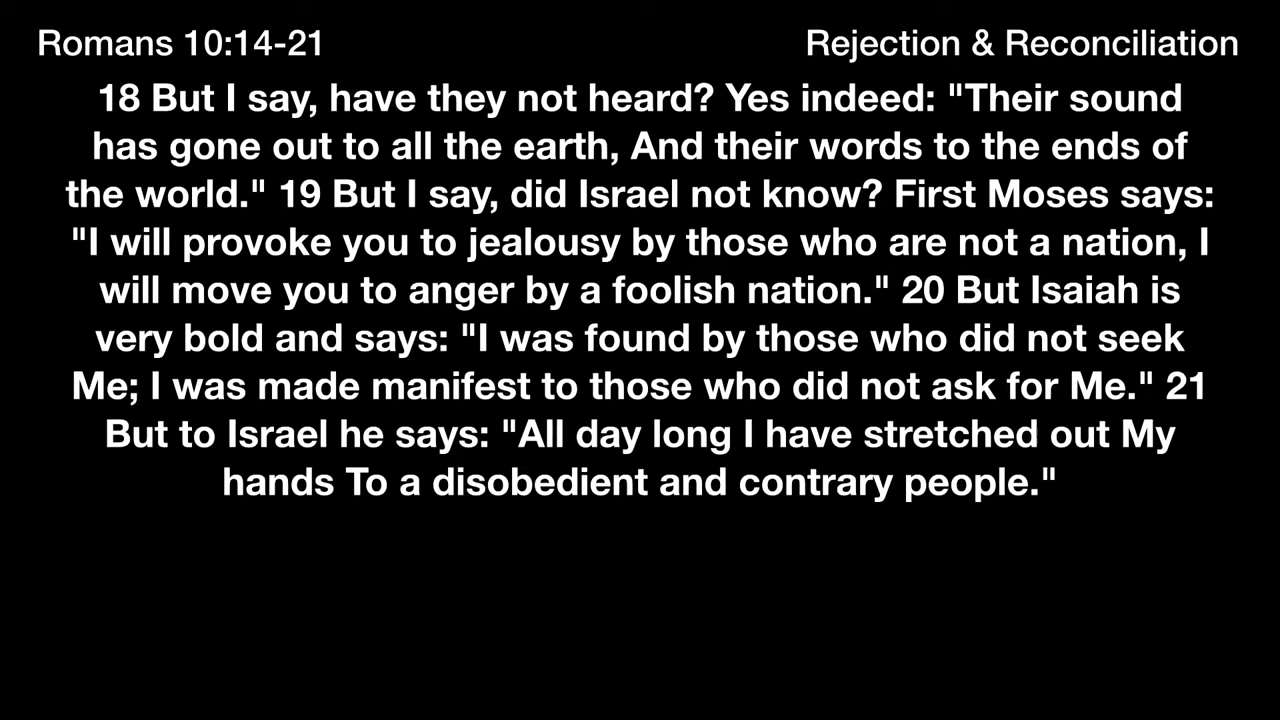 Romans 10:14-21
Rejection & Reconciliation
18 But I say, have they not heard? Yes indeed: "Their sound
has gone out to all the earth, And their words to the ends of
the world." 19 But I say, did Israel not know? First Moses says:
"I will provoke you to jealousy by those who are not a nation, I
will move you to anger by a foolish nation." 20 But Isaiah is
very bold and says: "I was found by those who did not seek
Me; I was made manifest to those who did not ask for Me." 21
But to Israel he says: "All day long I have stretched out My
hands To a disobedient and contrary people."